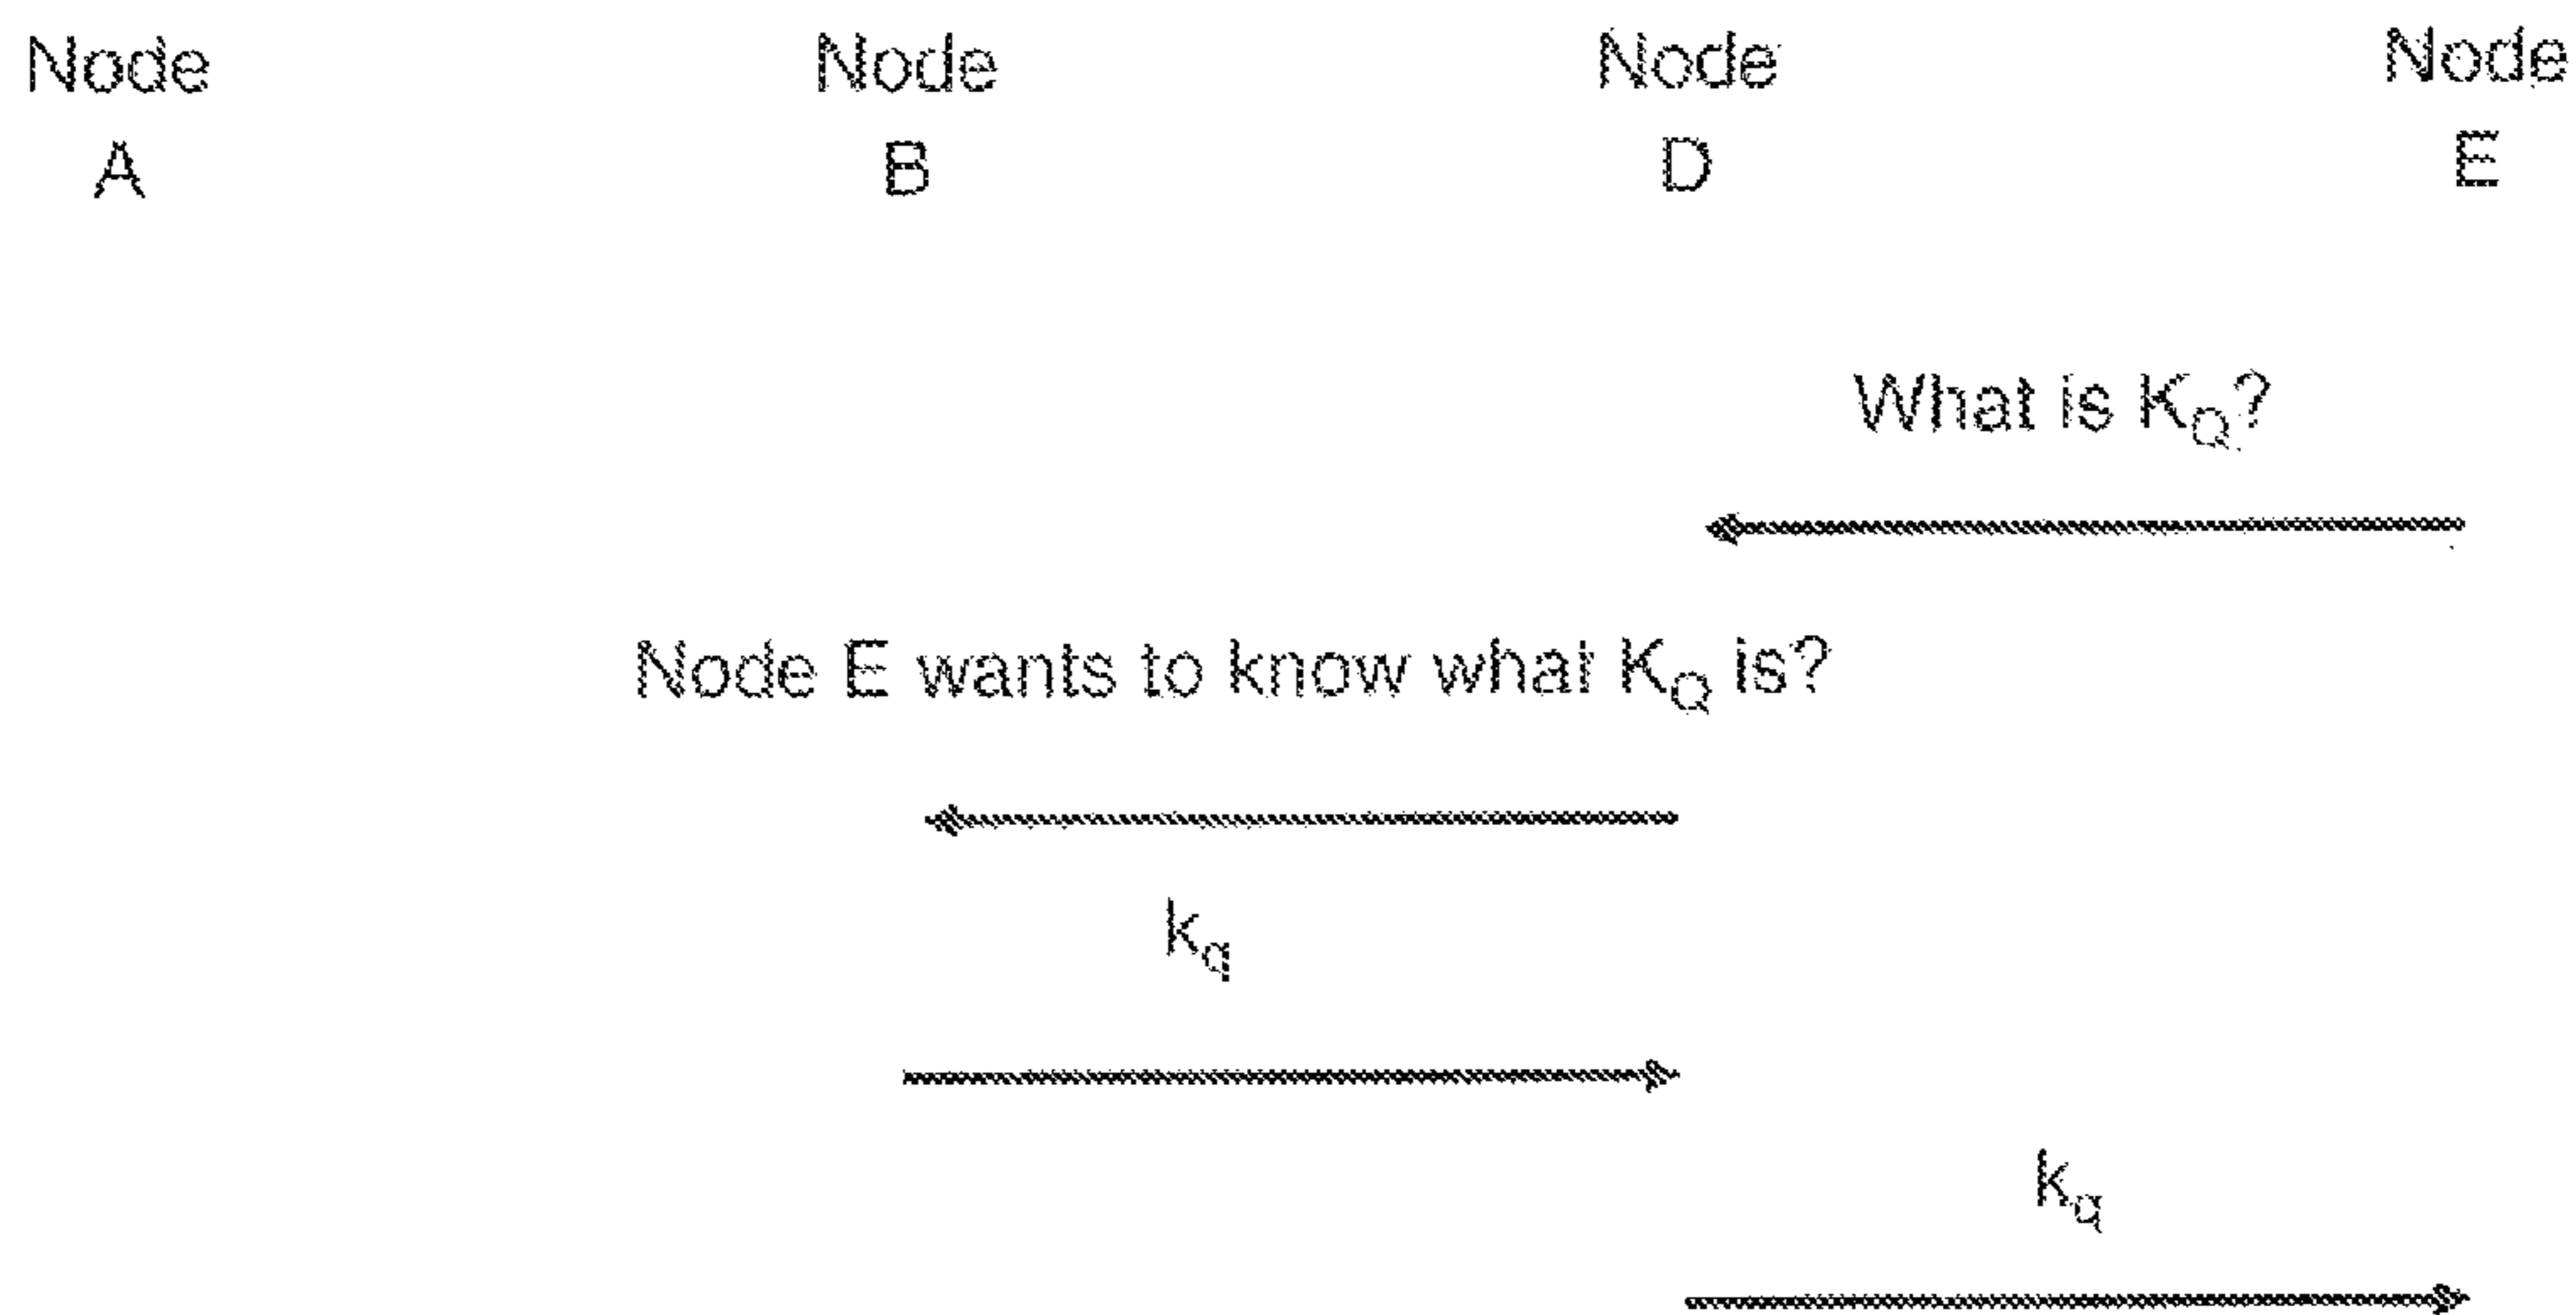 Node Node Node Node
A B D E
What is K_Q?
Node E wants to know what K_Q is?
k_q
k_q